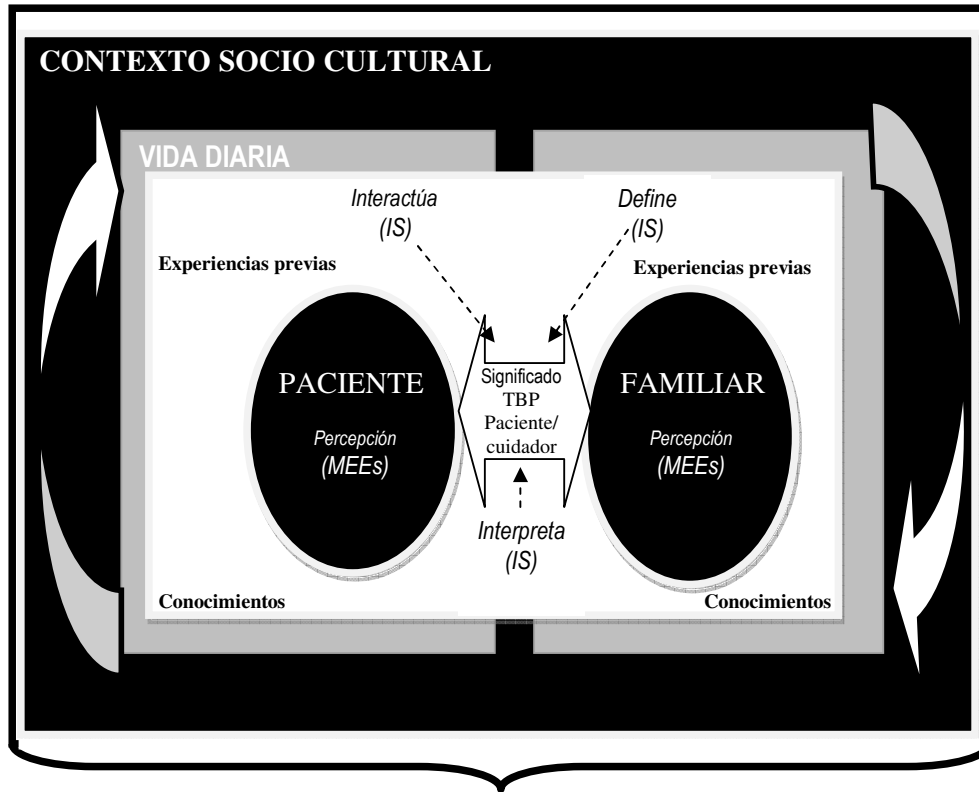 CONTEXTO SOCIO CULTURAL
VIDA DIARIA
Interactúa
(IS)
Define
(IS)
Experiencias previas
Experiencias previas
PACIENTE
Percepción
(MEEs)
Significado
TBP
Paciente/
cuidador
FAMILIAR
Percepción
(MEEs)
Interpreta
(IS)
Conocimientos
Conocimientos